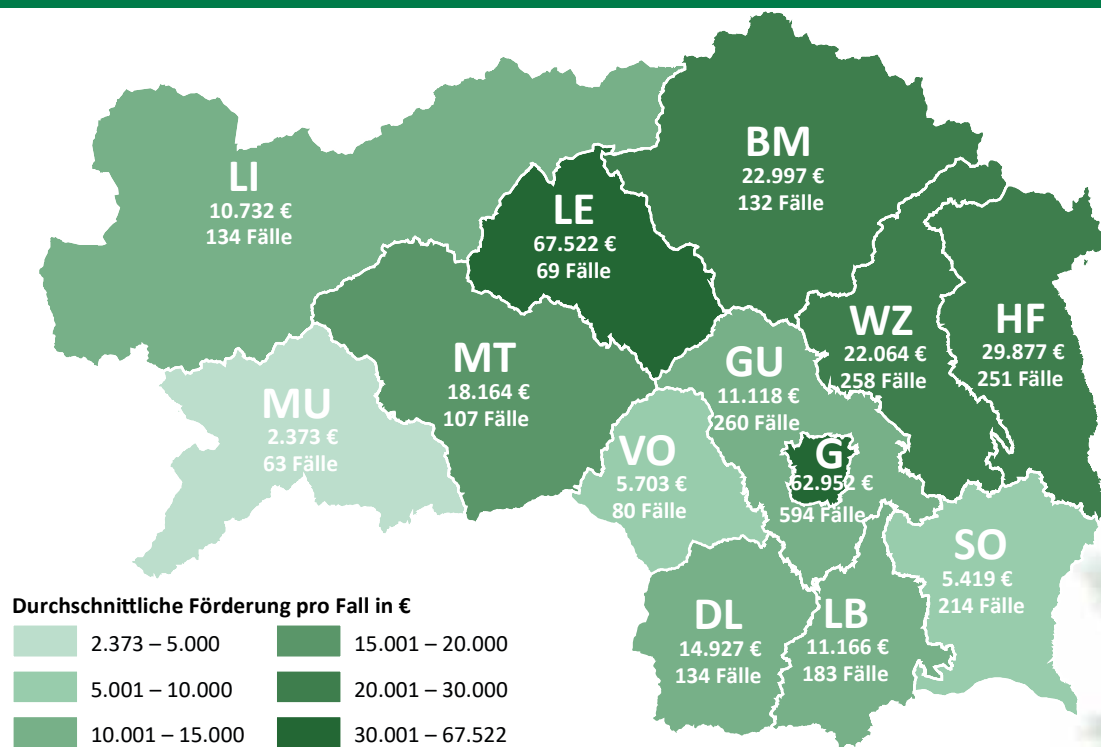 BM
22.997 €
132 Fälle
LI
10.732 €
134 Fälle
LE
67.522 €
69 Fälle
WZ
22.064 €
258 Fälle
HF
29.877 €
251 Fälle
MT
18.164 €
107 Fälle
GU
11.118 €
260 Fälle
MU
2.373 €
63 Fälle
VO
5.703 €
80 Fälle
G
62.952 €
594 Fälle
SO
5.419 €
214 Fälle
DL
14.927 €
134 Fälle
LB
11.166 €
183 Fälle
Durchschnittliche Förderung pro Fall in €
2.373 – 5.000
5.001 – 10.000
10.001 – 15.000
15.001 – 20.000
20.001 – 30.000
30.001 – 67.522